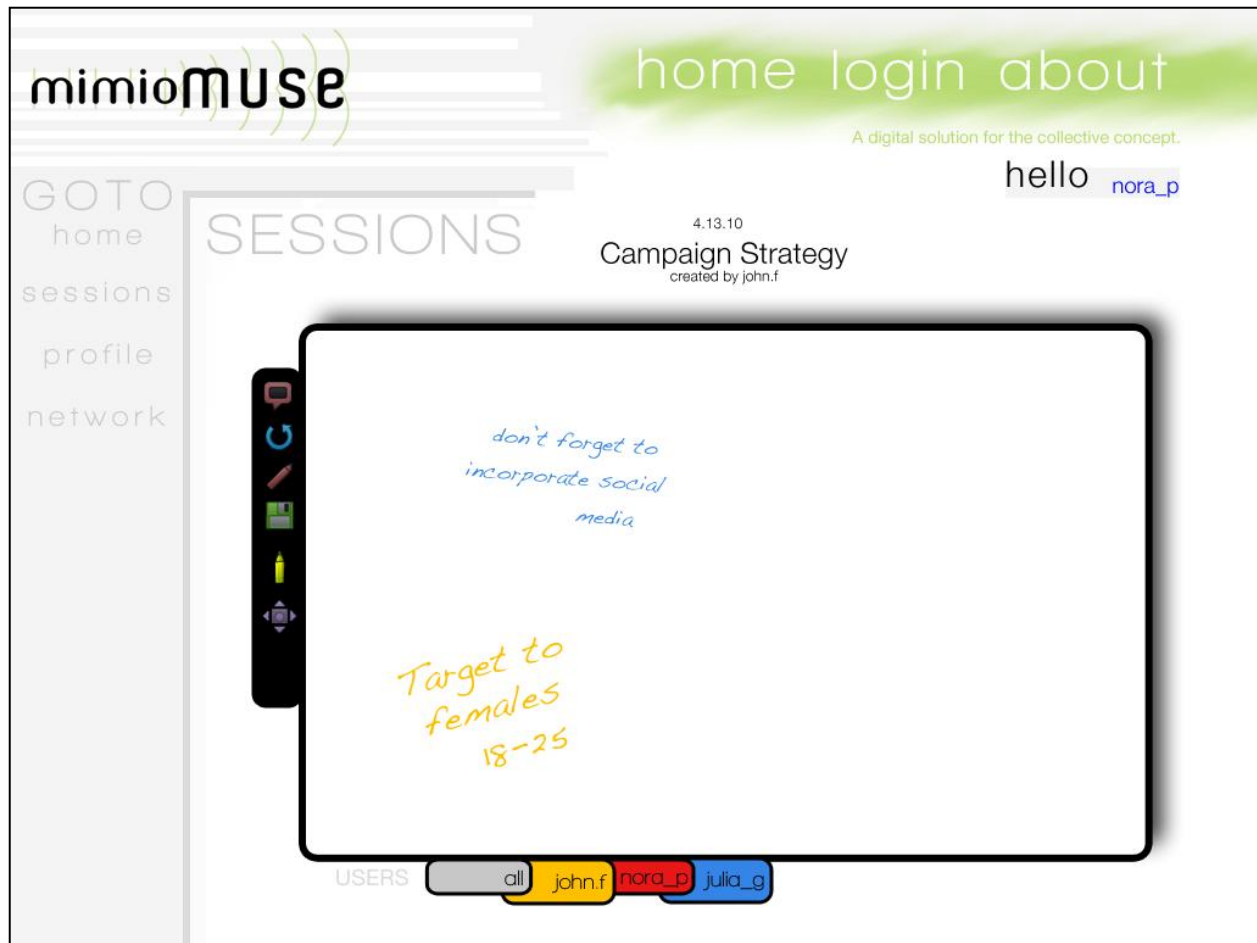 mimiomuse
home login about
A digital solution for the collective concept.
hello nora_p
GOTO
home
sessions
profile
network
SESSIONS
4.13.10
Campaign Strategy
created by john.f
don't forget to
incorporate social
media
Target to
females
18-25
USERS all john.f nora_p julia_g